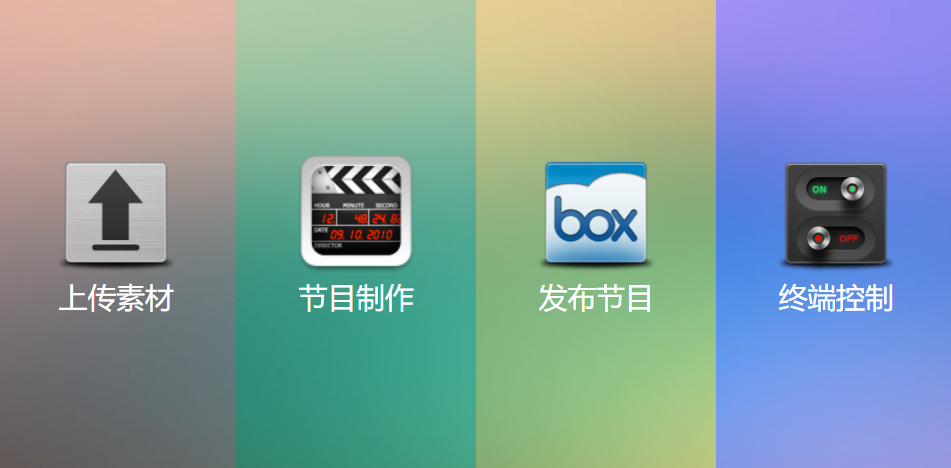 HOUR MINUTE SECOND
12. 48 24.8
DATE 09.10.2010
DIRECTOR
box
ON
OFF
上传素材
节目制作
发布节目
终端控制